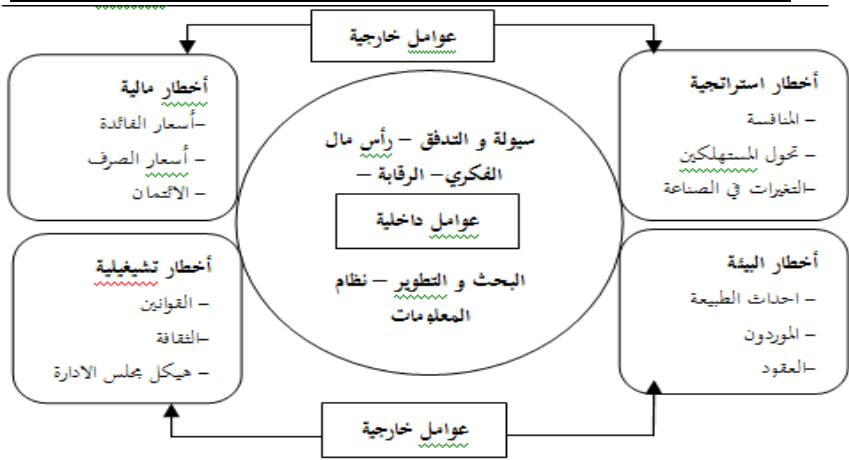 عوامل خارجية
أخطار استراتجية
– المنافسة
– تحول المستهلكين
–التغيرات في الصناعة
أخطار مالية
–أسعار الفائدة
– أسعار الصرف
– الائتمان
سيولة و التدفق – رأس مال
الفكري– الرقابة –
عوامل داخلية
البحث و التطوير – نظام
المعلومات
أخطار البيئة
– احداث الطبيعة
– الموردون
–العقود
أخطار تشيغيلية
– القوانين
–الثقافة
– هيكل مجلس الادارة
عوامل خارجية